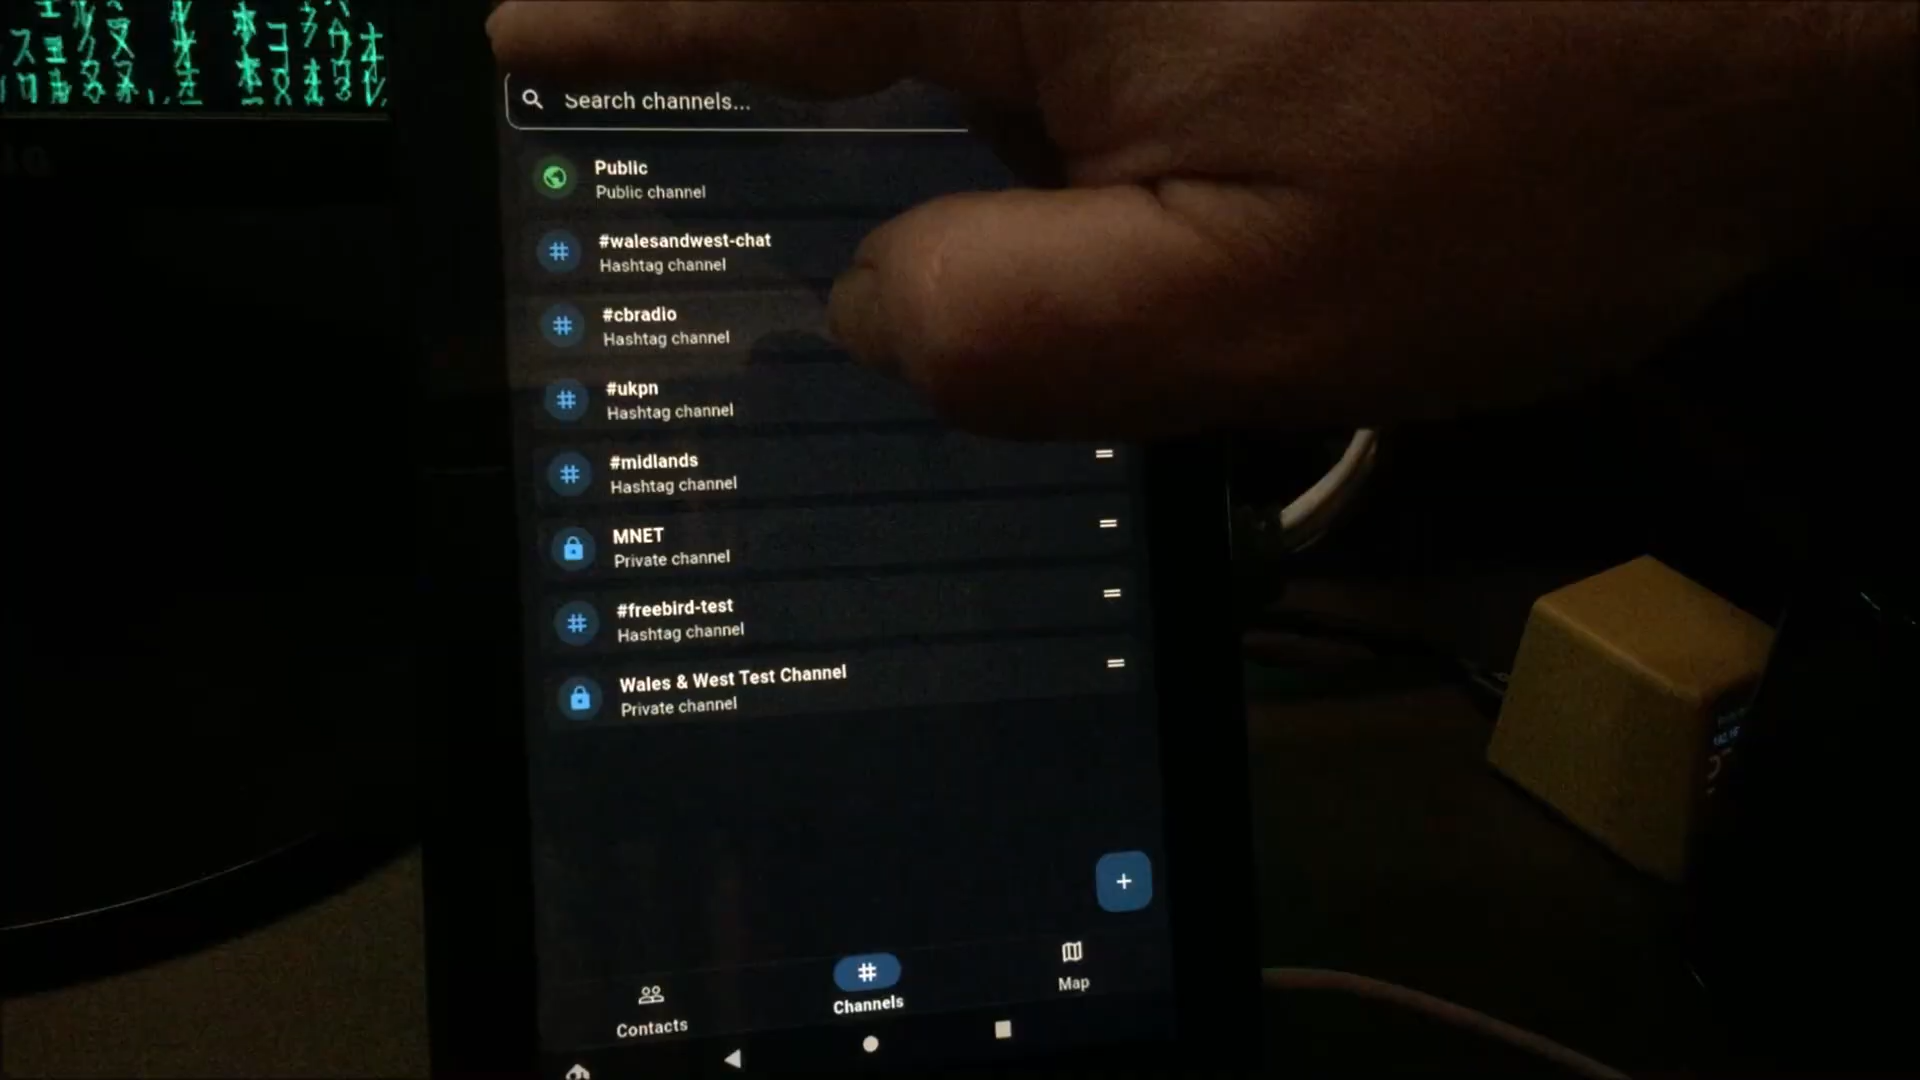 Search channels...
Public
Public channel
#walesandwest-chat
Hashtag channel
#cbradio
Hashtag channel
#ukpn
Hashtag channel
#midlands
Hashtag channel
MNET
Private channel
#freebird-test
Hashtag channel
Wales & West Test Channel
Private channel
Contacts
Channels
Map